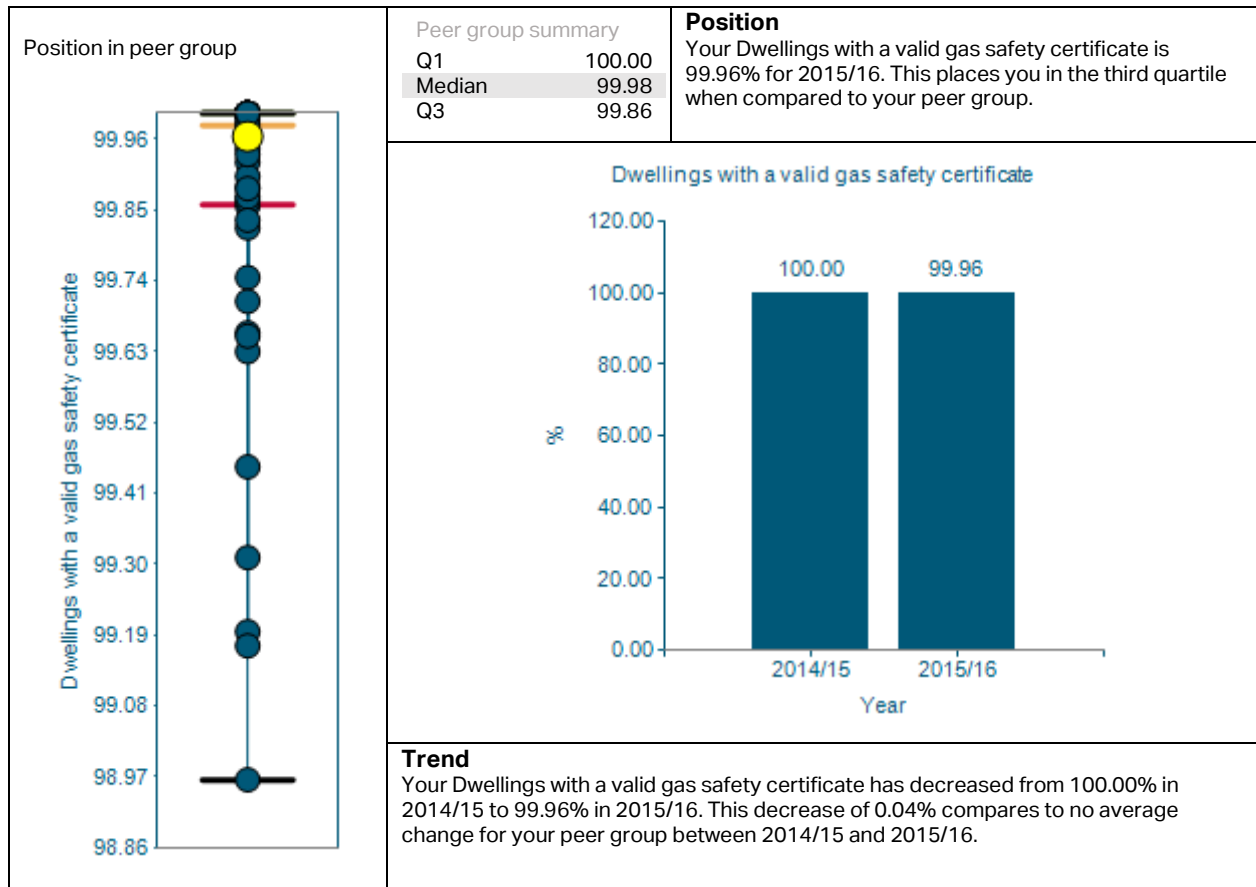 Position in peer group
99.96
99.85
99.74
99.63
99.52
99.41
99.30
99.19
99.08
98.97
98.86
Dwellings with a valid gas safety certificate
Peer group summary
Q1 100.00
Median 99.98
Q3 99.86
Position
Your Dwellings with a valid gas safety certificate is
99.96% for 2015/16. This places you in the third quartile
when compared to your peer group.
Dwellings with a valid gas safety certificate
120.00
100.00
80.00
60.00
40.00
20.00
0.00
%
100.00 99.96
2014/15 2015/16
Year
Trend
Your Dwellings with a valid gas safety certificate has decreased from 100.00% in
2014/15 to 99.96% in 2015/16. This decrease of 0.04% compares to no average
change for your peer group between 2014/15 and 2015/16.